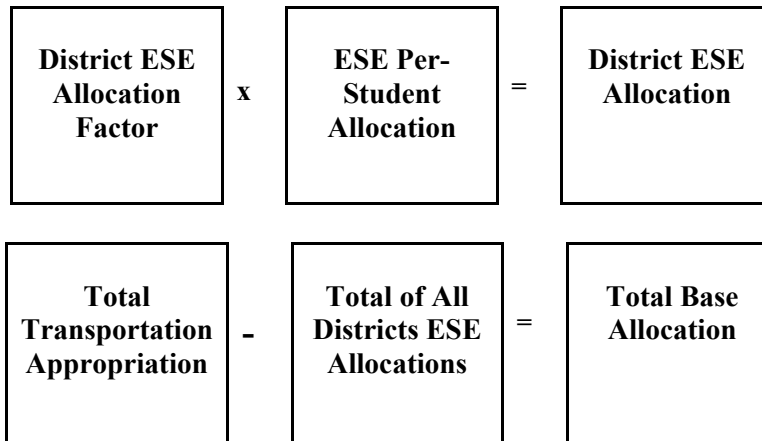 District ESE
Allocation
Factor
x
ESE Per-
Student
Allocation
=
District ESE
Allocation
Total
Transportation
Appropriation
-
Total of All
Districts ESE
Allocations
=
Total Base
Allocation